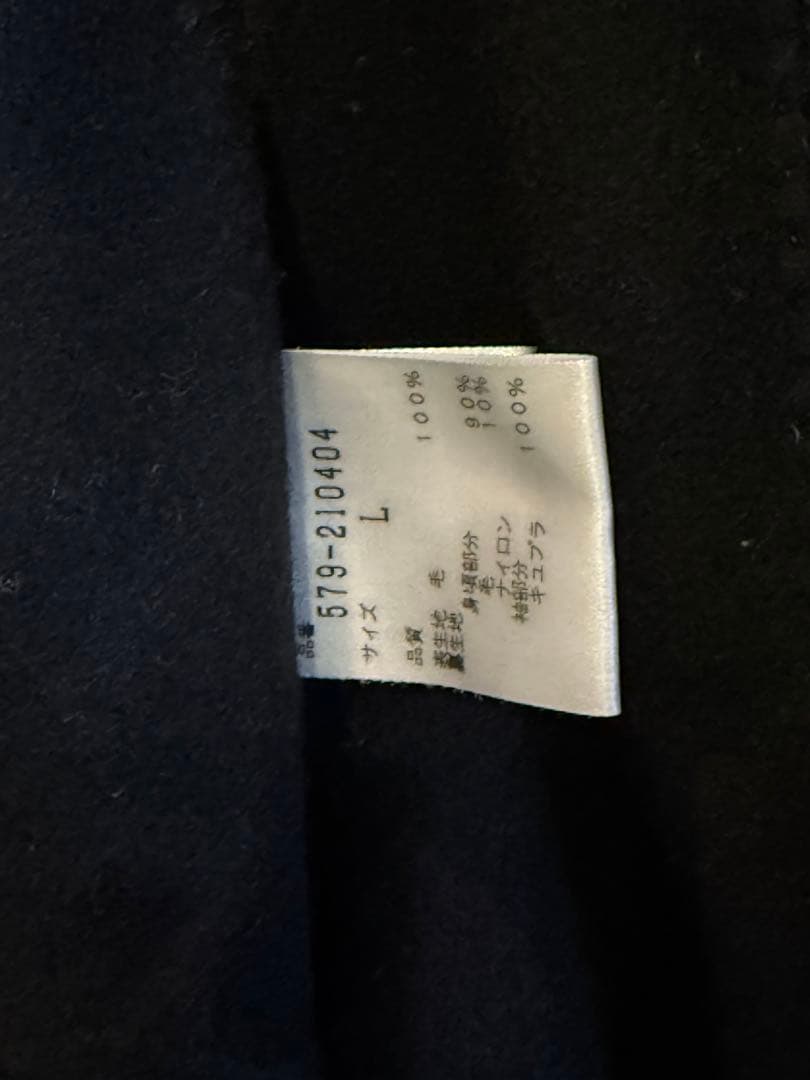 品番
579-210404
サイズ L
品質
表生地 毛 100%
裏生地
身頃部分
毛 90%
ナイロン 10%
袖部分
キュプラ 100%